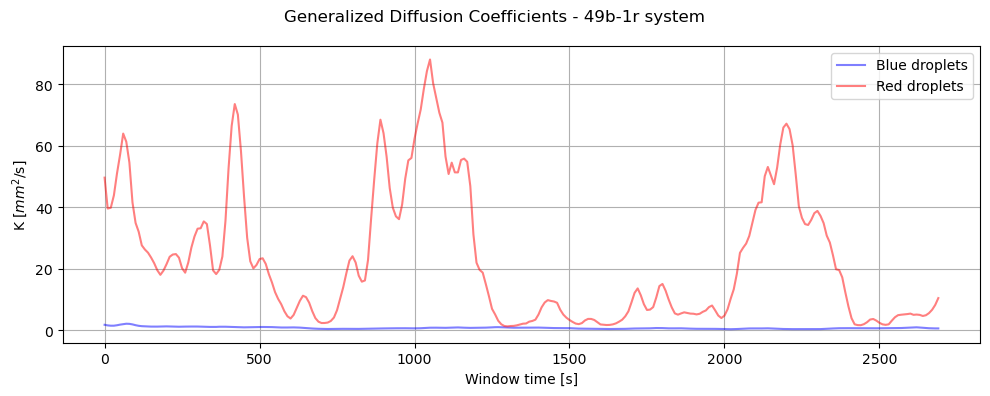 Generalized Diffusion Coefficients - 49b-1r system
Blue droplets
Red droplets
K [mm²/s]
80
60
40
20
0
0 500 1000 1500 2000 2500
Window time [s]